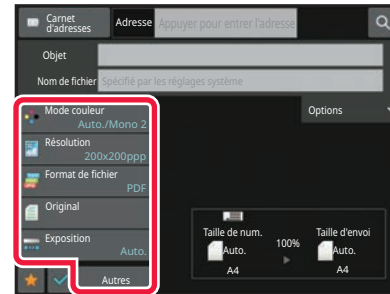 Carnet
d'adresses
Adresse
Appuyer pour entrer l'adresse
Objet
Nom de fichier
Spécifié par les réglages système
Mode couleur
Auto./Mono 2
Options
Résolution
200x200ppp
Format de fichier
PDF
Original
Exposition
Auto.
Autres
Taille de num.
Auto.
A4
100%
Taille d'envoi
Auto.
A4